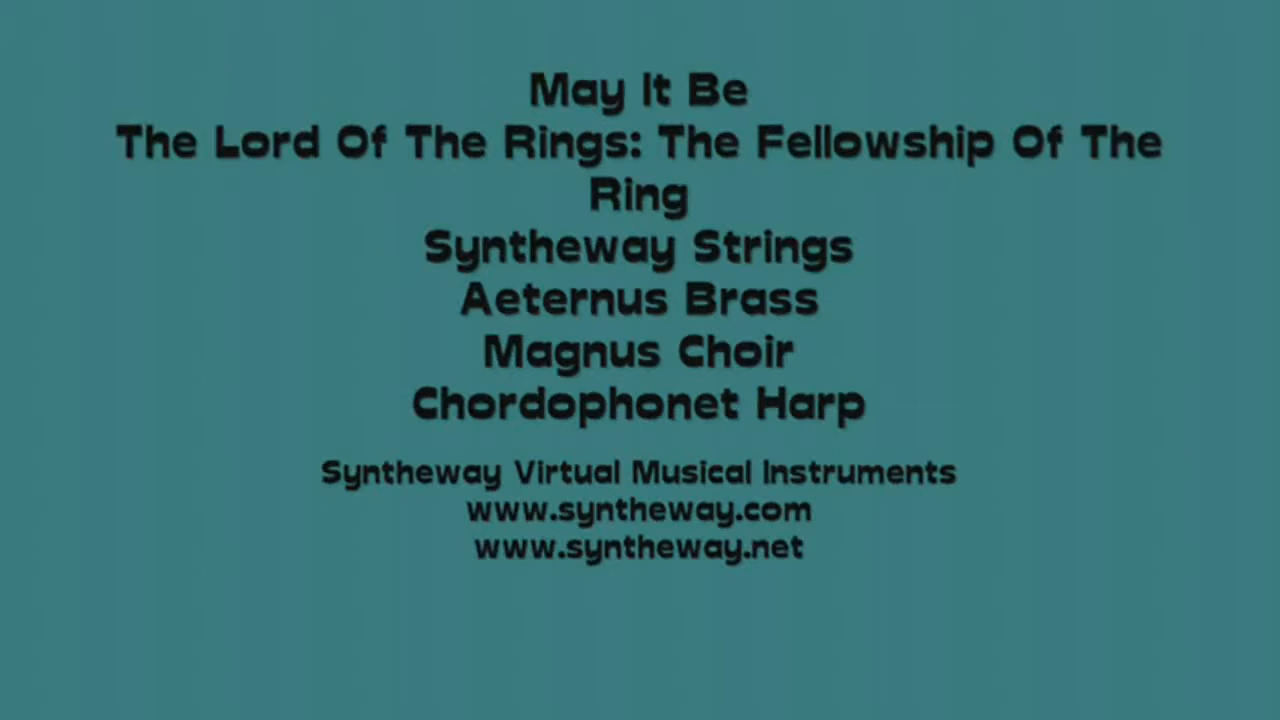 May It Be
The Lord Of The Rings: The Fellowship Of The
Ring
Syntheway Strings
Aeternus Brass
Magnus Choir
Chordophonet Harp
Syntheway Virtual Musical Instruments
www.syntheway.com
www.syntheway.net